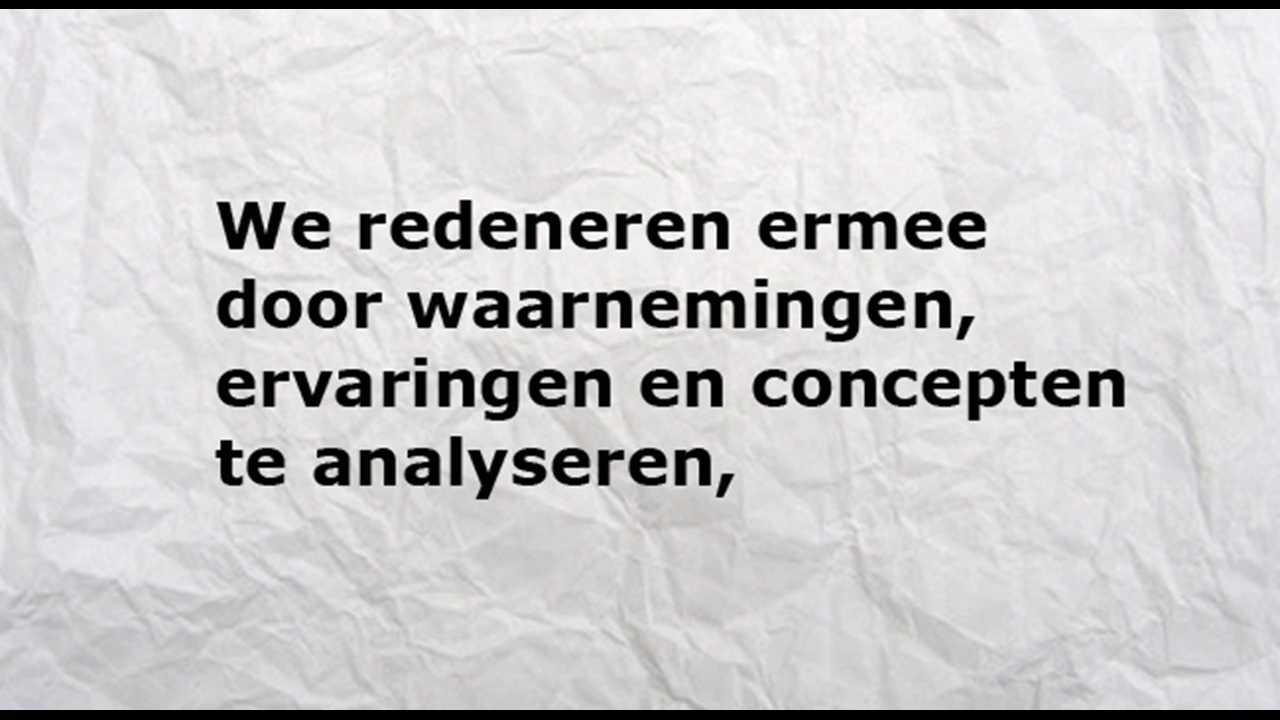 We redeneren ermee
door waarnemingen,
ervaringen en concepten
te analyseren,